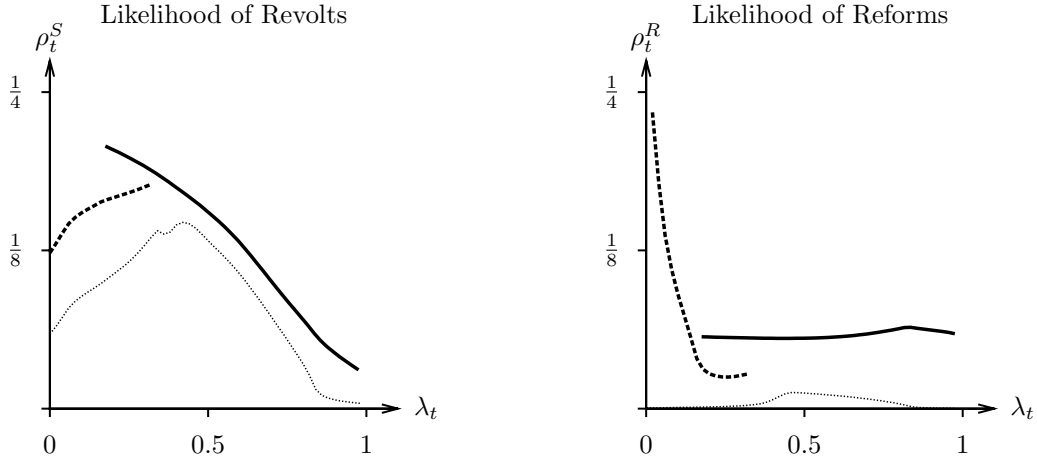 Likelihood of Revolts
ρ_t^S
1/4
1/8
0
0.5
1
λ_t
Likelihood of Reforms
ρ_t^R
1/4
1/8
0
0.5
1
λ_t